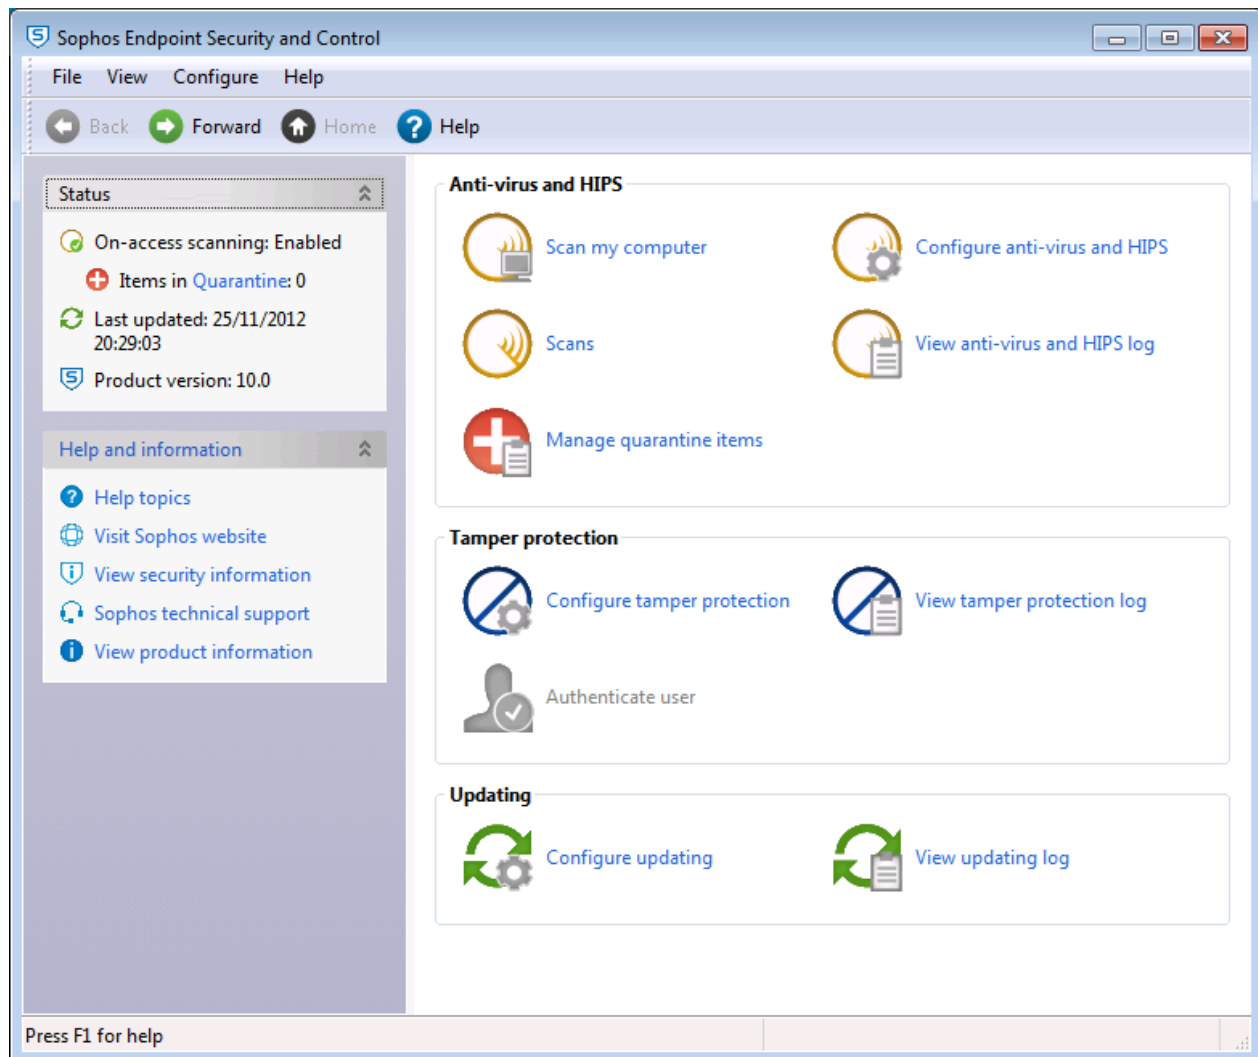 Sophos Endpoint Security and Control
File View Configure Help
Back Forward Home Help
Status
On-access scanning: Enabled
Items in Quarantine: 0
Last updated: 25/11/2012
20:29:03
Product version: 10.0
Help and information
Help topics
Visit Sophos website
View security information
Sophos technical support
View product information
Anti-virus and HIPS
Scan my computer
Configure anti-virus and HIPS
Scans
View anti-virus and HIPS log
Manage quarantine items
Tamper protection
Configure tamper protection
View tamper protection log
Authenticate user
Updating
Configure updating
View updating log
Press F1 for help